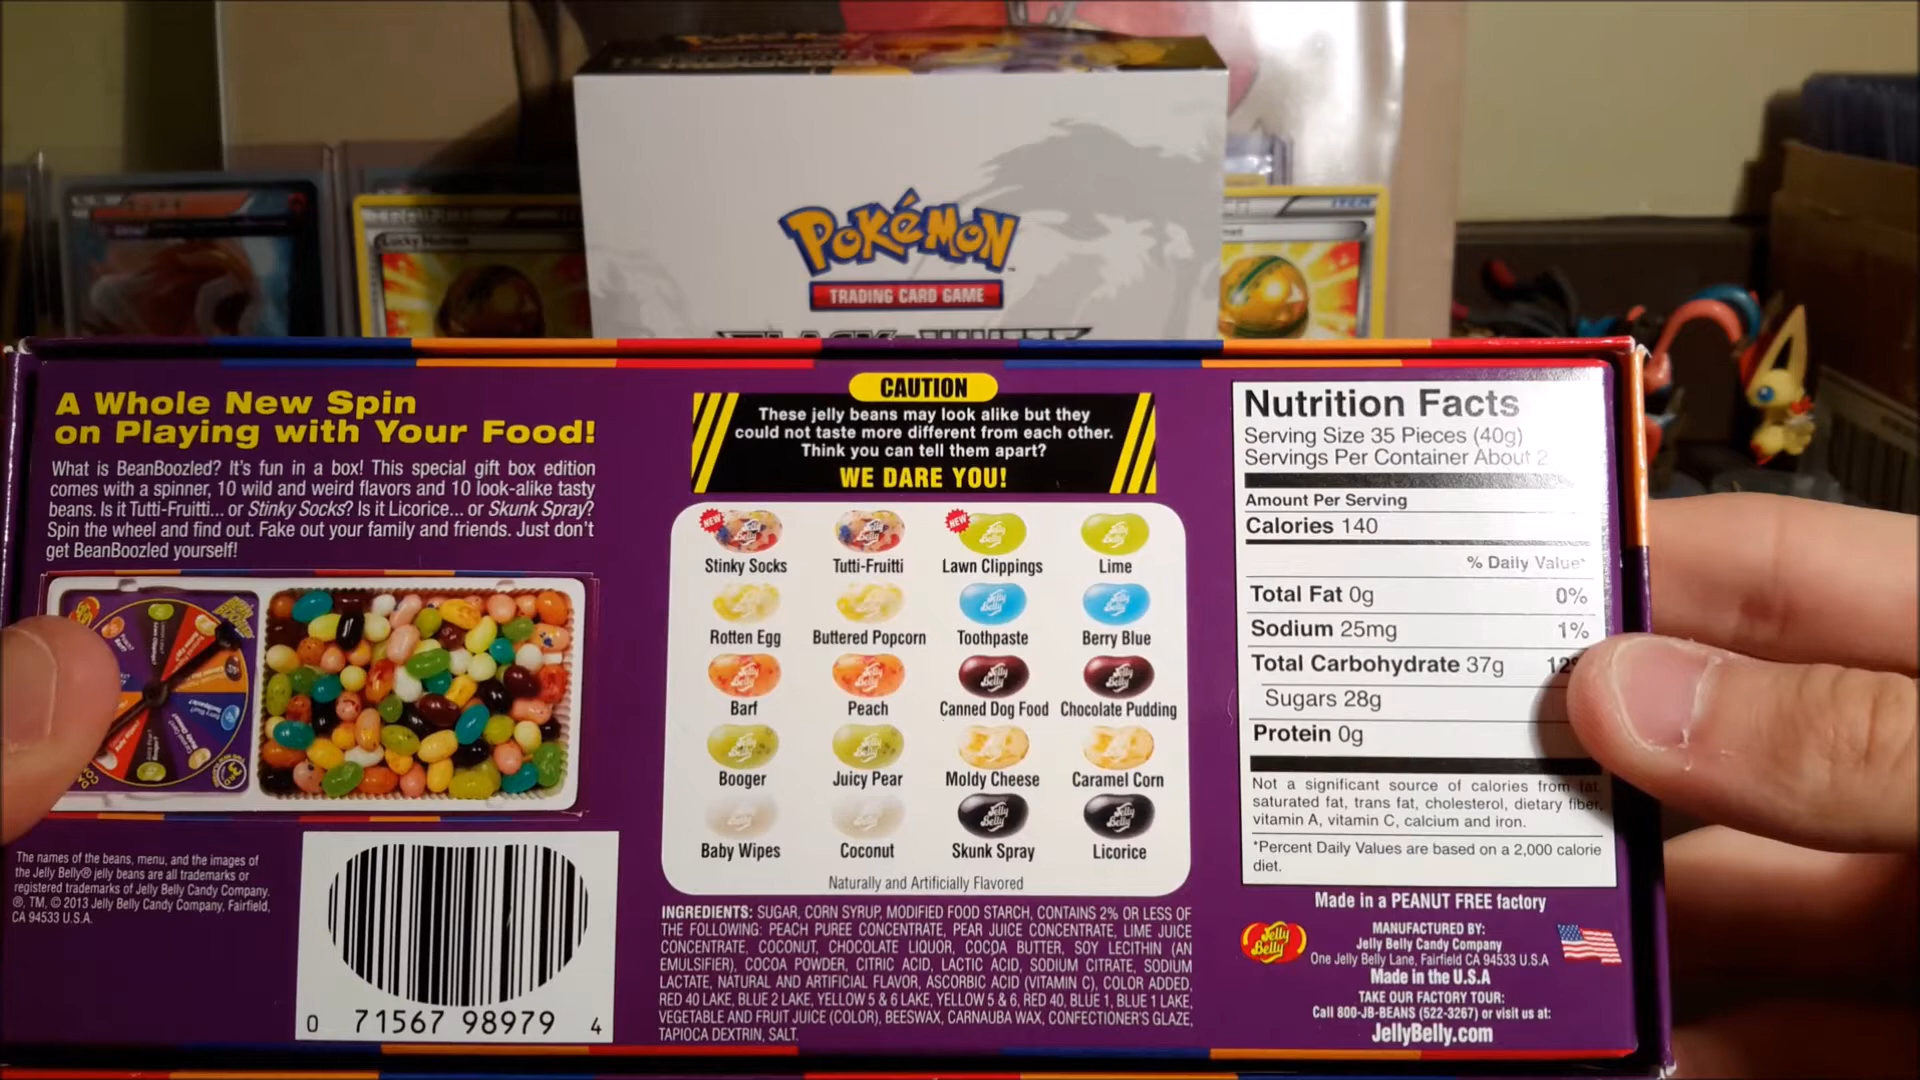 POKéMON
TRADING CARD GAME
BLACK & WHITE
Lucky Helmet
ITEM
A Whole New Spin
on Playing with Your Food!
What is BeanBoozled? It's fun in a box! This special gift box edition
comes with a spinner, 10 wild and weird flavors and 10 look-alike tasty
beans. Is it Tutti-Fruitti... or Stinky Socks? Is it Licorice... or Skunk Spray?
Spin the wheel and find out. Fake out your family and friends. Just don't
get BeanBoozled yourself!
The names of the beans, menu, and the images of
the Jelly Belly® jelly beans are all trademarks or
registered trademarks of Jelly Belly Candy Company.
®, TM, © 2013 Jelly Belly Candy Company, Fairfield,
CA 94533 U.S.A.
0 71567 98979 4
CAUTION
These jelly beans may look alike but they
could not taste more different from each other.
Think you can tell them apart?
WE DARE YOU!
NEW NEW
Stinky Socks Tutti-Fruitti Lawn Clippings Lime
Rotten Egg Buttered Popcorn Toothpaste Berry Blue
Barf Peach Canned Dog Food Chocolate Pudding
Booger Juicy Pear Moldy Cheese Caramel Corn
Baby Wipes Coconut Skunk Spray Licorice
Naturally and Artificially Flavored
INGREDIENTS: SUGAR, CORN SYRUP, MODIFIED FOOD STARCH, CONTAINS 2% OR LESS OF
THE FOLLOWING: PEACH PUREE CONCENTRATE, PEAR JUICE CONCENTRATE, LIME JUICE
CONCENTRATE, COCONUT, CHOCOLATE LIQUOR, COCOA BUTTER, SOY LECITHIN (AN
EMULSIFIER), COCOA POWDER, CITRIC ACID, LACTIC ACID, SODIUM CITRATE, SODIUM
LACTATE, NATURAL AND ARTIFICIAL FLAVOR, ASCORBIC ACID (VITAMIN C), COLOR ADDED,
RED 40 LAKE, BLUE 2 LAKE, YELLOW 5 & 6 LAKE, YELLOW 5 & 6, RED 40, BLUE 1, BLUE 1 LAKE,
VEGETABLE AND FRUIT JUICE (COLOR), BEESWAX, CARNAUBA WAX, CONFECTIONER'S GLAZE,
TAPIOCA DEXTRIN, SALT.
Nutrition Facts
Serving Size 35 Pieces (40g)
Servings Per Container About 2
Amount Per Serving
Calories 140
% Daily Value*
Total Fat 0g 0%
Sodium 25mg 1%
Total Carbohydrate 37g 12%
Sugars 28g
Protein 0g
Not a significant source of calories from fat,
saturated fat, trans fat, cholesterol, dietary fiber,
vitamin A, vitamin C, calcium and iron.
*Percent Daily Values are based on a 2,000 calorie
diet.
Made in a PEANUT FREE factory
Jelly Belly
MANUFACTURED BY:
Jelly Belly Candy Company
One Jelly Belly Lane, Fairfield CA 94533 U.S.A
Made in the U.S.A
TAKE OUR FACTORY TOUR:
Call 800-JB-BEANS (522-3267) or visit us at:
JellyBelly.com